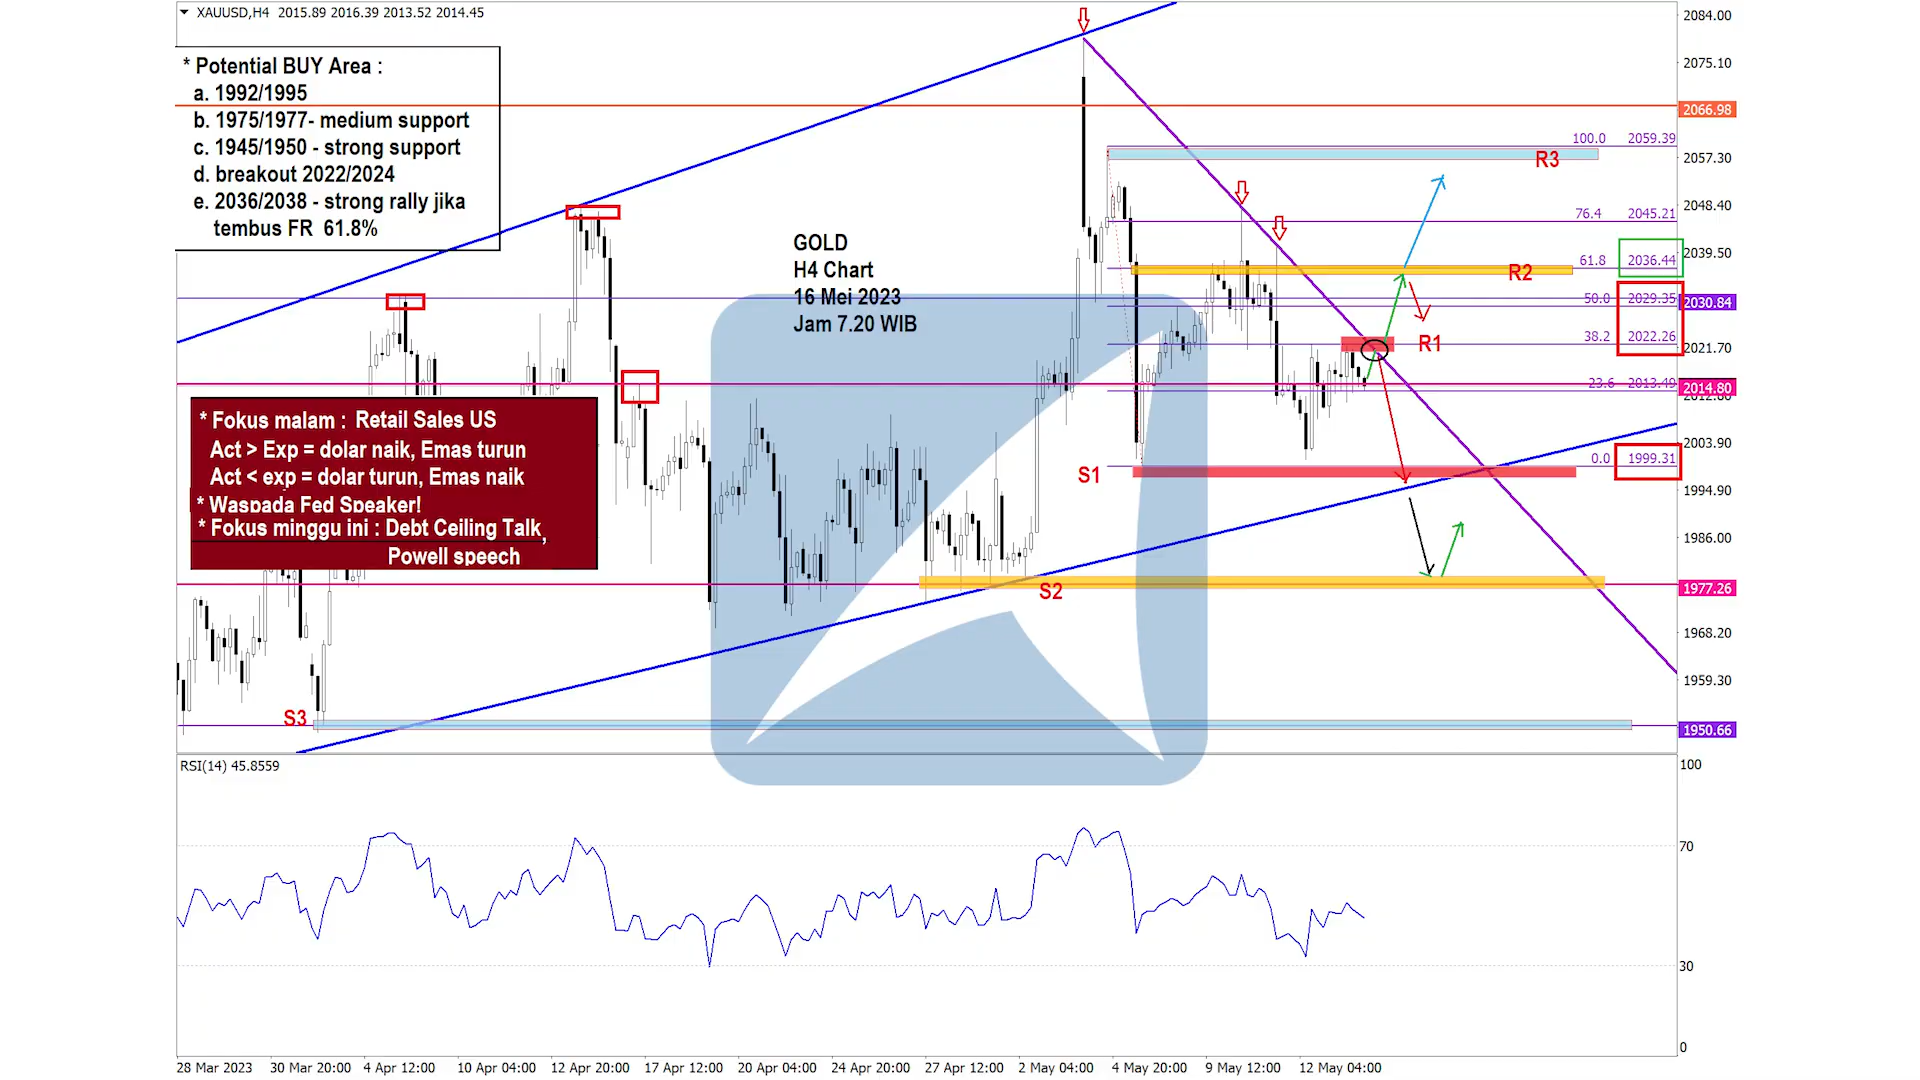 XAUUSD,H4 2015.89 2016.39 2013.52 2014.45
* Potential BUY Area :
a. 1992/1995
b. 1975/1977- medium support
c. 1945/1950 - strong support
d. breakout 2022/2024
e. 2036/2038 - strong rally jika
tembus FR 61.8%
GOLD
H4 Chart
16 Mei 2023
Jam 7.20 WIB
* Fokus malam : Retail Sales US
Act > Exp = dolar naik, Emas turun
Act < exp = dolar turun, Emas naik
* Waspada Fed Speaker!
* Fokus minggu ini : Debt Ceiling Talk,
Powell speech
100.0 2059.39
R3
76.4 2045.21
61.8 2036.44
R2
50.0 2029.35
38.2 2022.26
R1
23.6 2013.49
0.0 1999.31
S1
S2
S3
2084.00
2075.10
2066.98
2057.30
2048.40
2039.50
2030.84
2021.70
2014.80
2012.80
2003.90
1994.90
1986.00
1977.26
1968.20
1959.30
1950.66
RSI(14) 45.8559
100
70
30
0
28 Mar 2023
30 Mar 20:00
4 Apr 12:00
10 Apr 04:00
12 Apr 20:00
17 Apr 12:00
20 Apr 04:00
24 Apr 20:00
27 Apr 12:00
2 May 04:00
4 May 20:00
9 May 12:00
12 May 04:00